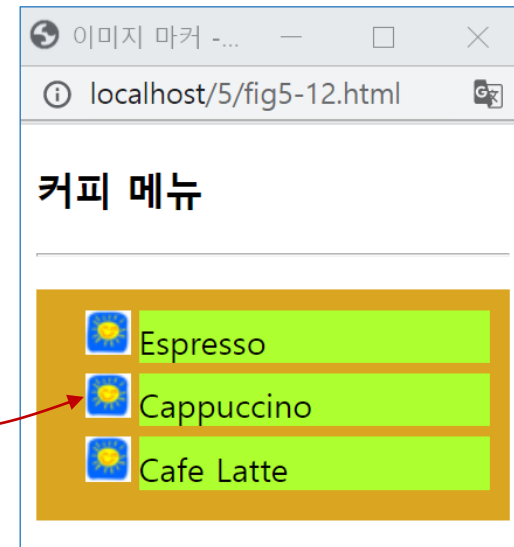 이미지 마커 -...
localhost/5/fig5-12.html
커피 메뉴
Espresso
Cappuccino
Cafe Latte